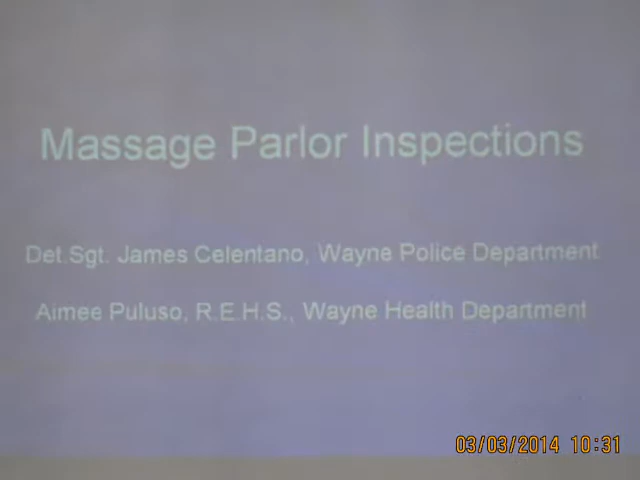 Massage Parlor Inspections
Det.Sgt. James Celentano, Wayne Police Department
Aimee Puluso, R.E.H.S., Wayne Health Department
03/03/2014 10:31